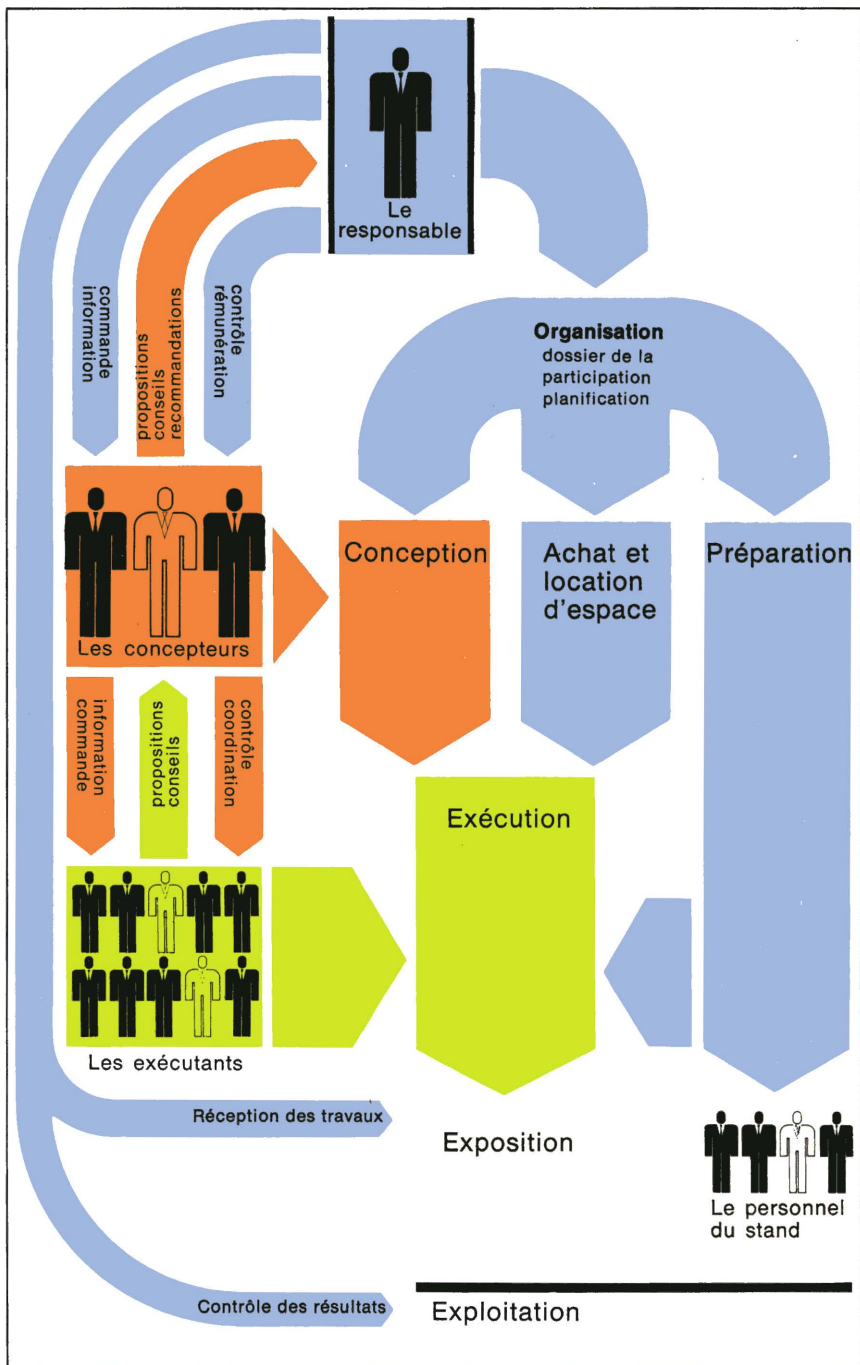 Le
responsable
commande
information
propositions
conseils
recommandations
contrôle
rémunération
Organisation
dossier de la
participation
planification
Les concepteurs
Conception
Achat et
location
d'espace
Préparation
information
commande
propositions
conseils
contrôle
coordination
Exécution
Les exécutants
Réception des travaux
Exposition
Le personnel
du stand
Contrôle des résultats
Exploitation